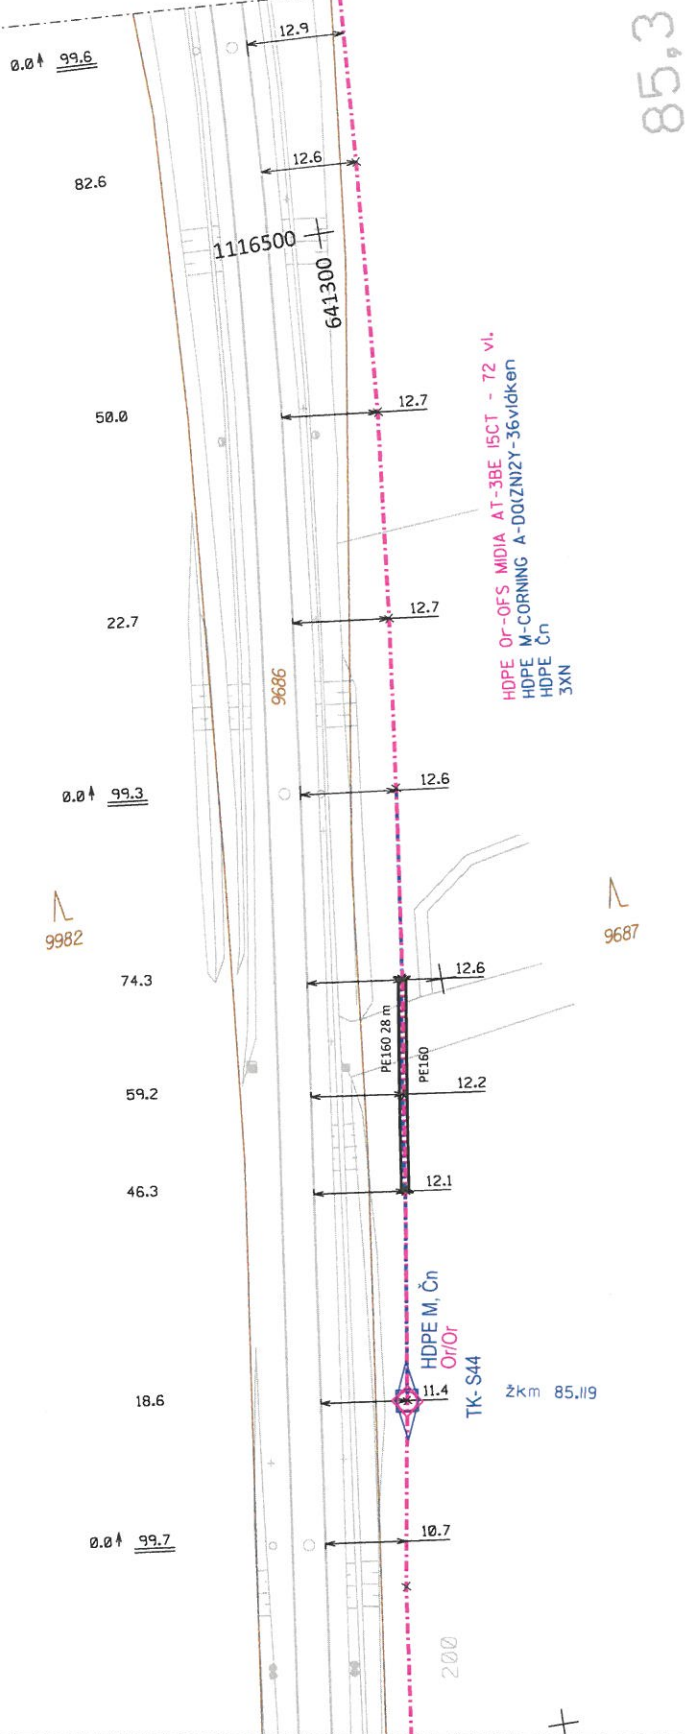 12.9
0.0 99.6
85,3
12.6
82.6
1116500
641300
12.7
50.0
HDPE Or-OFS MIDIA AT-3BE 15CT - 72 vl.
HDPE M-CORNING A-DQ(ZN)2Y-36vláken
HDPE Čn
3XN
12.7
22.7
9686
12.6
0.0 99.3
9982
9687
12.6
74.3
PE160 28 m
PE160
12.2
59.2
12.1
46.3
HDPE M, Čn
Or/Or
TK- S44
11.4
žkm 85.119
18.6
10.7
0.0 99.7
200